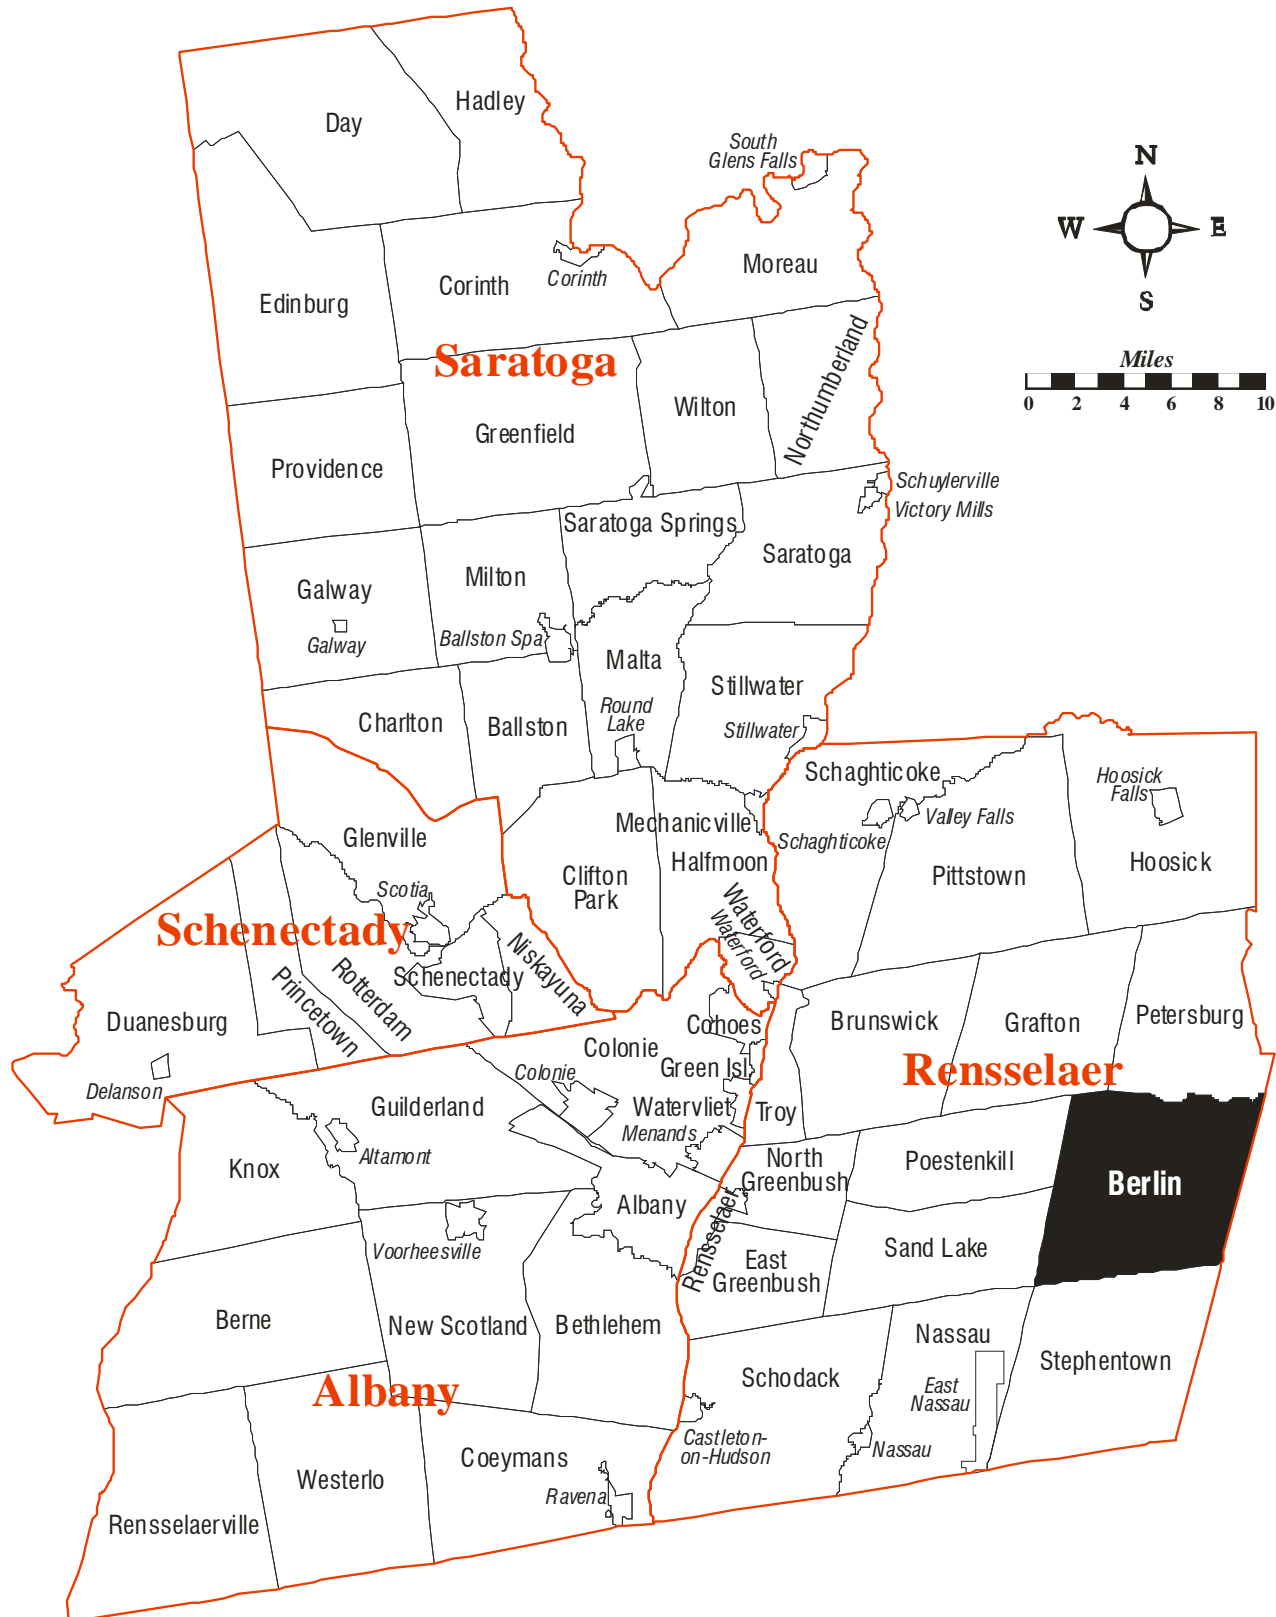 Hadley
Day
South
Glens Falls
N
W
E
S
Moreau
Corinth
Corinth
Edinburg
Miles
0 2 4 6 8 10
Saratoga
Northumberland
Wilton
Greenfield
Providence
Schuylerville
Victory Mills
Saratoga Springs
Saratoga
Milton
Galway
Galway
Ballston Spa
Malta
Stillwater
Round
Lake
Stillwater
Charlton
Ballston
Schaghticoke
Hoosick
Falls
Valley Falls
Schaghticoke
Mechanicville
Glenville
Halfmoon
Hoosick
Clifton
Park
Pittstown
Scotia
Waterford
Waterford
Schenectady
Niskayuna
Schenectady
Rotterdam
Princetown
Duanesburg
Cohoes
Brunswick
Grafton
Petersburg
Colonie
Green Isl
Rensselaer
Colonie
Delanson
Guilderland
Watervliet
Troy
Menands
Altamont
Knox
North
Greenbush
Poestenkill
Berlin
Albany
Rensselaer
Voorheesville
Sand Lake
East
Greenbush
Berne
New Scotland
Bethlehem
Nassau
Stephentown
Schodack
Albany
East
Nassau
Castleton-
on-Hudson
Nassau
Coeymans
Westerlo
Ravena
Rensselaerville